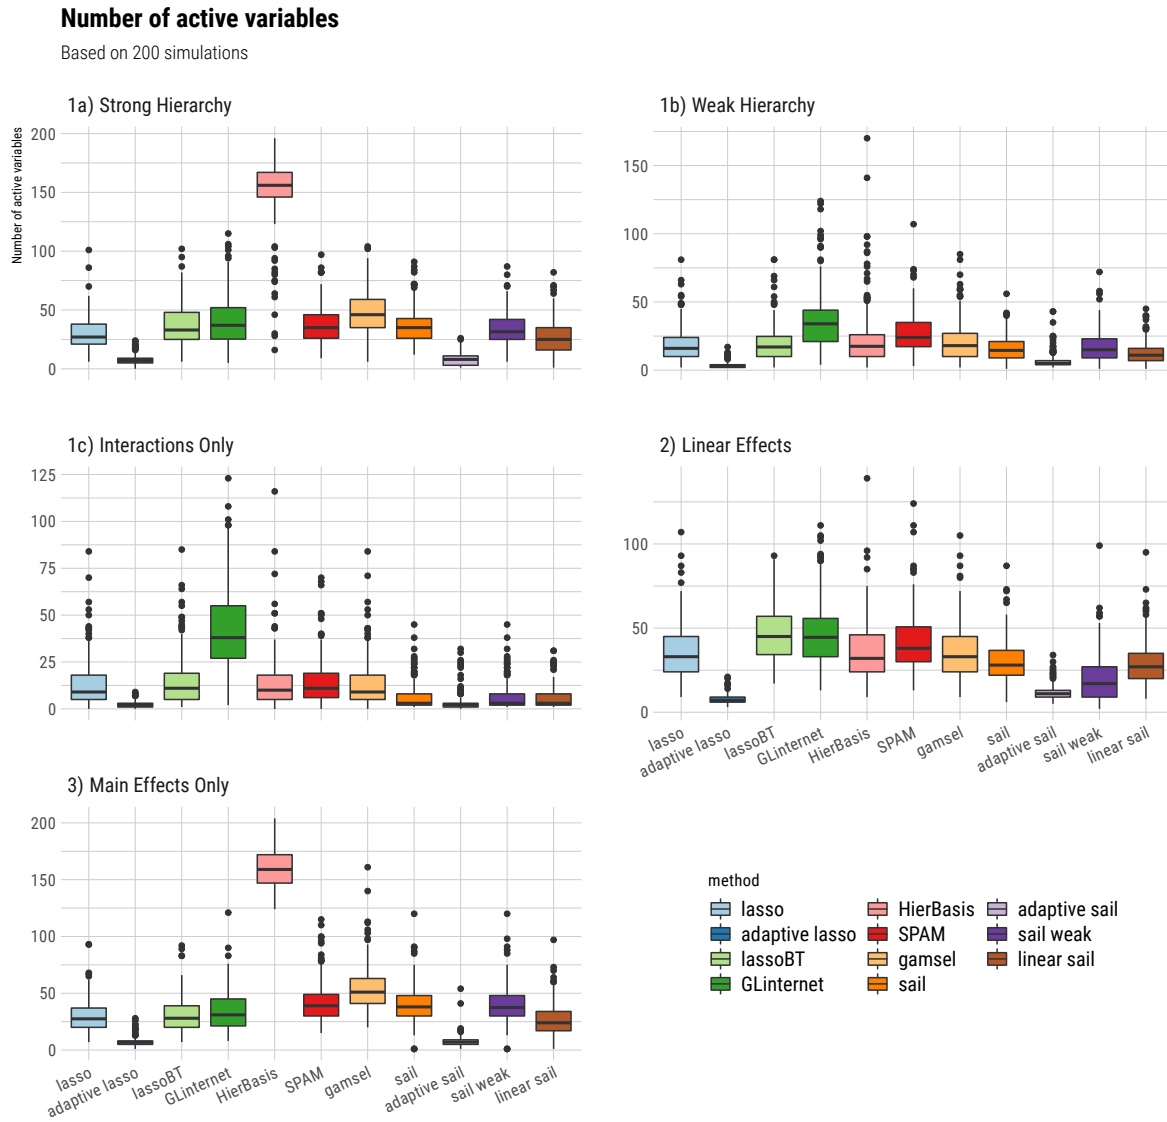 Number of active variables
Based on 200 simulations
1a) Strong Hierarchy
Number of active variables
200
150
100
50
0
1b) Weak Hierarchy
150
100
50
0
1c) Interactions Only
125
100
75
50
25
0
2) Linear Effects
100
50
0
lasso
adaptive lasso
lassoBT
GLinternet
HierBasis
SPAM
gamsel
sail
adaptive sail
sail weak
linear sail
3) Main Effects Only
200
150
100
50
0
lasso
adaptive lasso
lassoBT
GLinternet
HierBasis
SPAM
gamsel
sail
adaptive sail
sail weak
linear sail
method
lasso
adaptive lasso
lassoBT
GLinternet
HierBasis
SPAM
gamsel
sail
adaptive sail
sail weak
linear sail